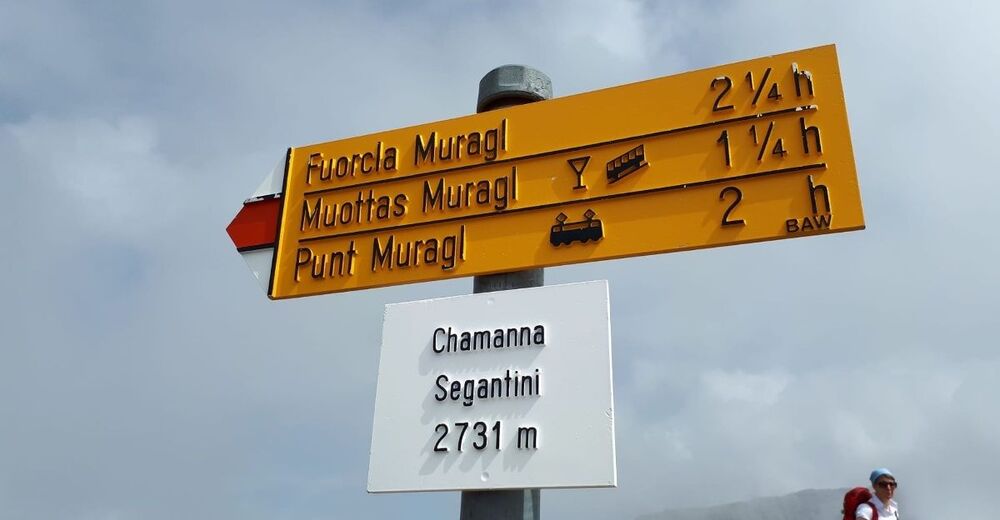 Fuorcla Muragl 2 1/4 h
Muottas Muragl 1 1/4 h
Punt Muragl 2 h
BAW
Chamanna
Segantini
2731 m